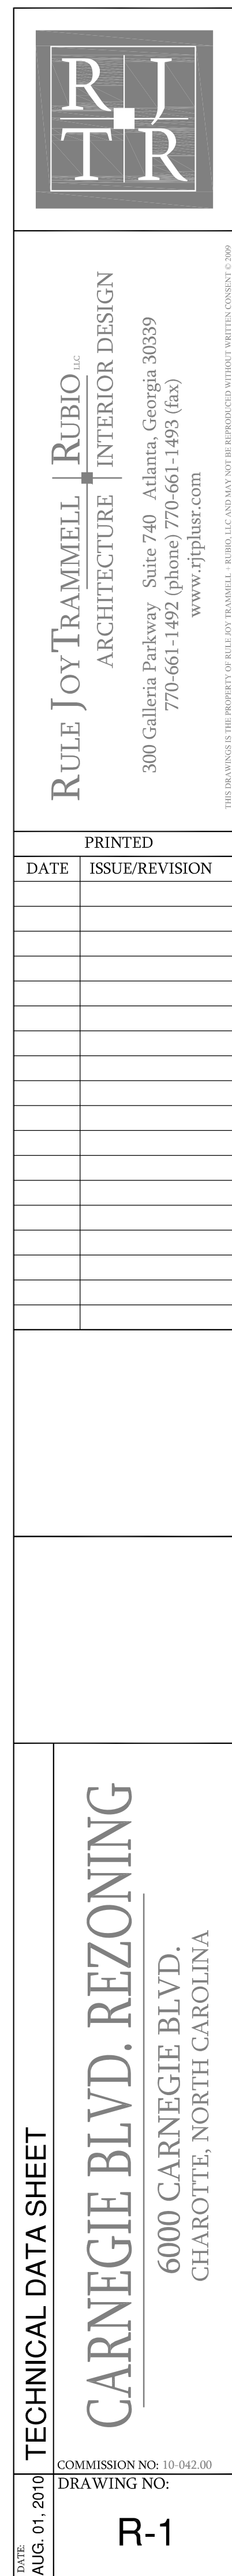 R J
T R
RULE JOY TRAMMELL RUBIO LLC
ARCHITECTURE INTERIOR DESIGN
300 Galleria Parkway Suite 740 Atlanta, Georgia 30339
770-661-1492 (phone) 770-661-1493 (fax)
www.rjtplusr.com
THIS DRAWINGS IS THE PROPERTY OF RULE JOY TRAMMELL + RUBIO, LLC AND MAY NOT BE REPRODUCED WITHOUT WRITTEN CONSENT © 2009
PRINTED
DATE ISSUE/REVISION
TECHNICAL DATA SHEET
CARNEGIE BLVD. REZONING
6000 CARNEGIE BLVD.
CHAROTTE, NORTH CAROLINA
COMMISSION NO: 10-042.00
DATE:
AUG. 01, 2010
DRAWING NO:
R-1